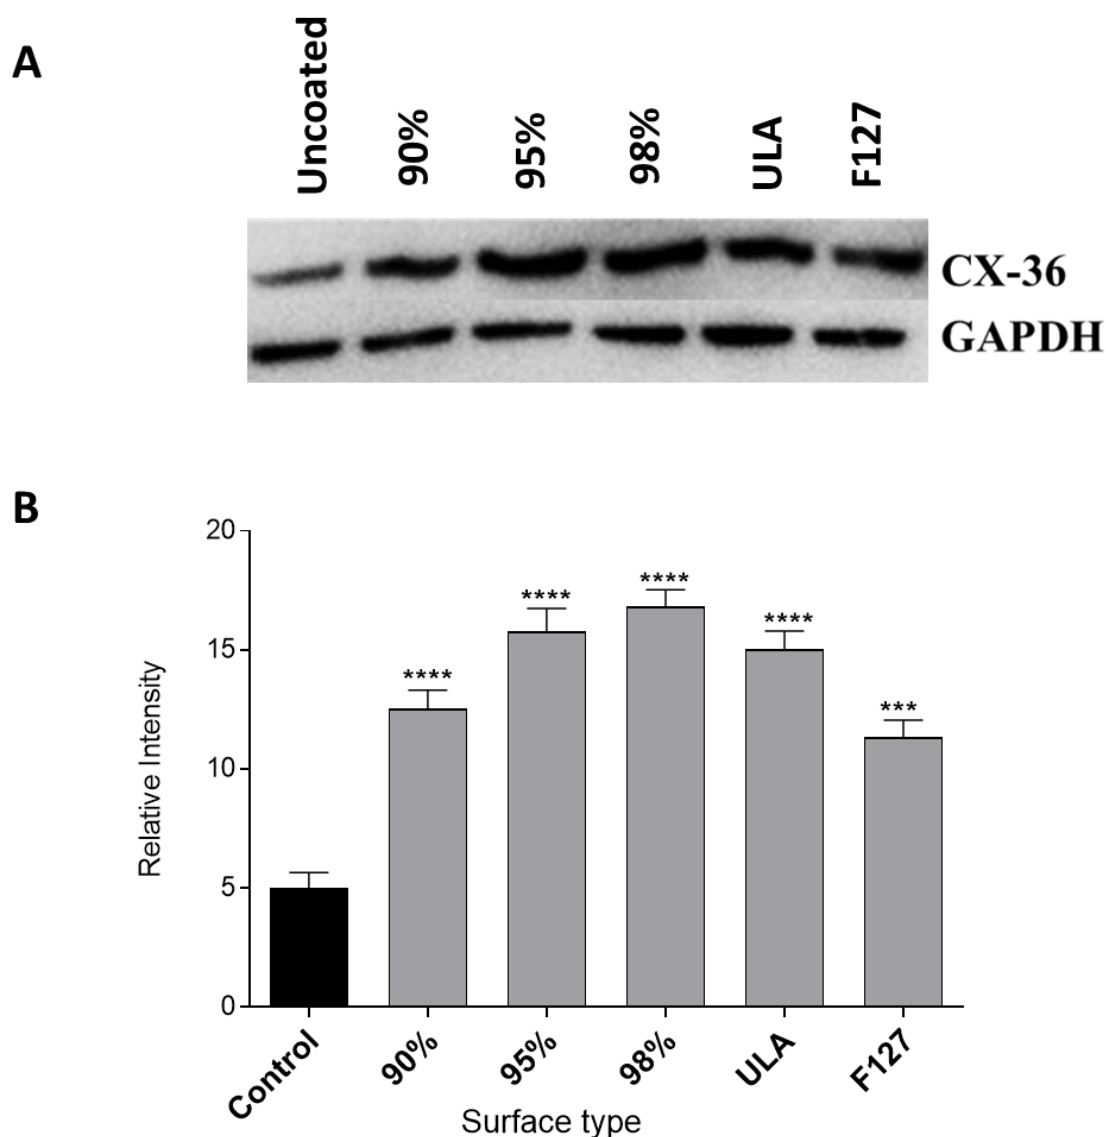 A
Uncoated
90%
95%
98%
ULA
F127
CX-36
GAPDH
B
20
15
10
5
0
Relative Intensity
****
****
****
****
***
Control
90%
95%
98%
ULA
F127
Surface type